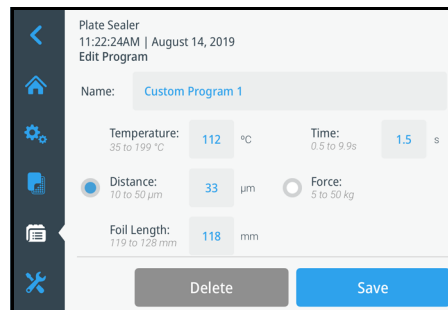 Plate Sealer
11:22:24AM | August 14, 2019
Edit Program
Name: Custom Program 1
Temperature: 112 ºC Time: 1.5 s
35 to 199 °C 0.5 to 9.9s
Distance: 33 µm Force:
10 to 50 µm 5 to 50 kg
Foil Length: 118 mm
119 to 128 mm
Delete Save